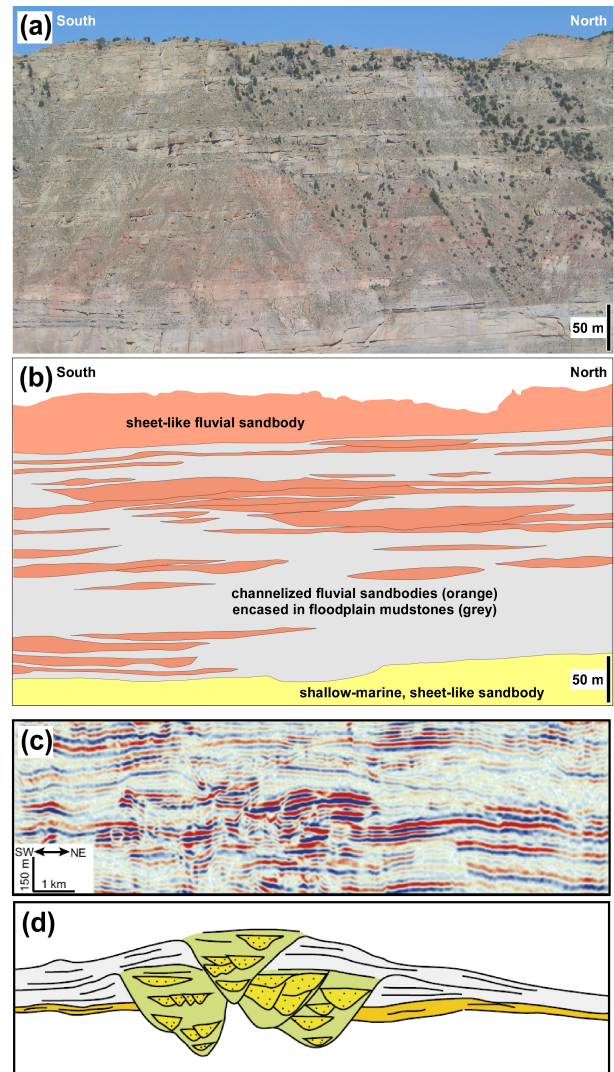 (a) South North
50 m
(b) South North
sheet-like fluvial sandbody
channelized fluvial sandbodies (orange)
encased in floodplain mudstones (grey)
50 m
shallow-marine, sheet-like sandbody
(c)
SW NE
150 m
1 km
(d)